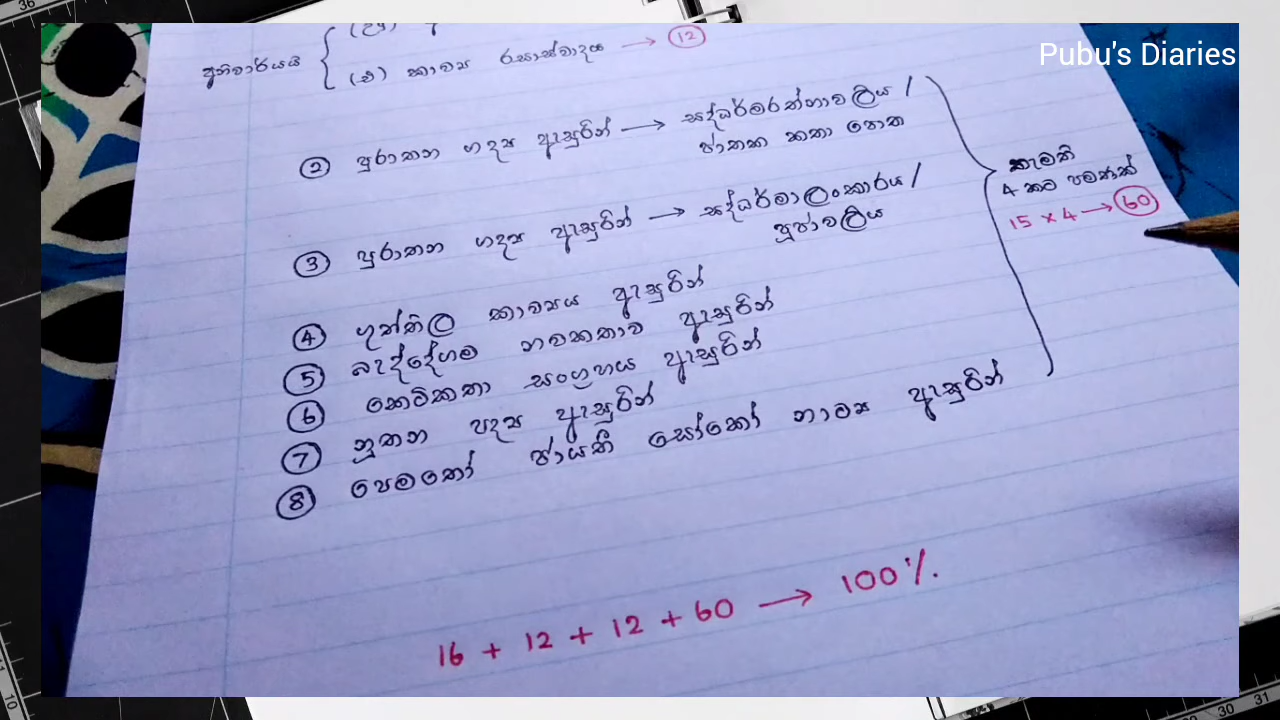 Pubu's Diaries
අනිවාර්යයි
(එ) කාව්‍ය රසාස්වාදය → 12
2 පුරාතන ගද්‍ය ඇසුරින් → සද්ධර්මරත්නාවලිය /
ජාතක කතා පොත
3 පුරාතන ගද්‍ය ඇසුරින් → සද්ධර්මාලංකාරය /
පූජාවලිය
කැමති
4 කට පමණක්
15 x 4 → 60
4 ගුත්තිල කාව්‍යය ඇසුරින්
5 බැද්දේගම නවකතාව ඇසුරින්
6 කෙටිකතා සංග්‍රහය ඇසුරින්
7 නූතන පද්‍ය ඇසුරින්
8 පෙමතෝ ජායතී සෝකෝ නාට්‍ය ඇසුරින්
16 + 12 + 12 + 60 → 100%.